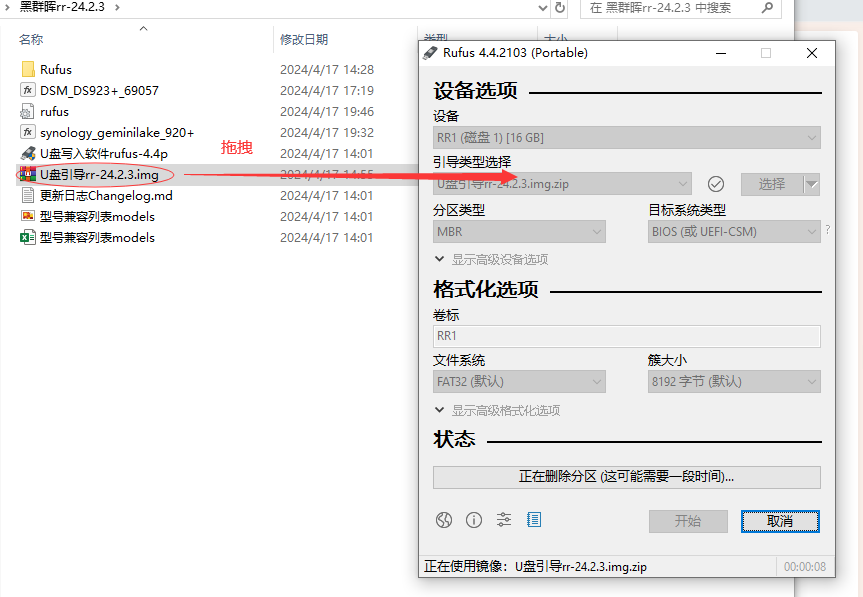 黑群晖rr-24.2.3
在 黑群晖rr-24.2.3 中搜索
名称
修改日期
类型
大小
Rufus 2024/4/17 14:28
DSM_DS923+_69057 2024/4/17 17:19
rufus 2024/4/17 19:46
synology_geminilake_920+ 2024/4/17 19:32
U盘写入软件rufus-4.4p 2024/4/17 14:01
U盘引导rr-24.2.3.img 2024/4/17 14:55
更新日志Changelog.md 2024/4/17 14:01
型号兼容列表models 2024/4/17 14:01
型号兼容列表models 2024/4/17 14:01
拖拽
Rufus 4.4.2103 (Portable)
设备选项
设备
RR1 (磁盘 1) [16 GB]
引导类型选择
U盘引导rr-24.2.3.img.zip
选择
分区类型
目标系统类型
MBR
BIOS (或 UEFI-CSM)
?
显示高级设备选项
格式化选项
卷标
RR1
文件系统
簇大小
FAT32 (默认)
8192 字节 (默认)
显示高级格式化选项
状态
正在删除分区 (这可能需要一段时间)...
开始
取消
正在使用镜像：U盘引导rr-24.2.3.img.zip
00:00:08